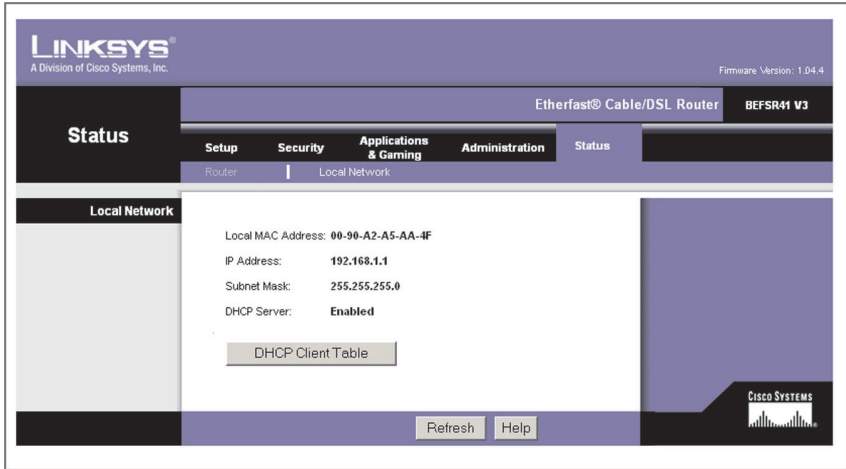 LINKSYS®
A Division of Cisco Systems, Inc.
Firmware Version: 1.04.4
Etherfast® Cable/DSL Router BEFSR41 V3
Status
Setup Security Applications & Gaming Administration Status
Router Local Network
Local Network
Local MAC Address: 00-90-A2-A5-AA-4F
IP Address: 192.168.1.1
Subnet Mask: 255.255.255.0
DHCP Server: Enabled
DHCP Client Table
CISCO SYSTEMS
Refresh Help